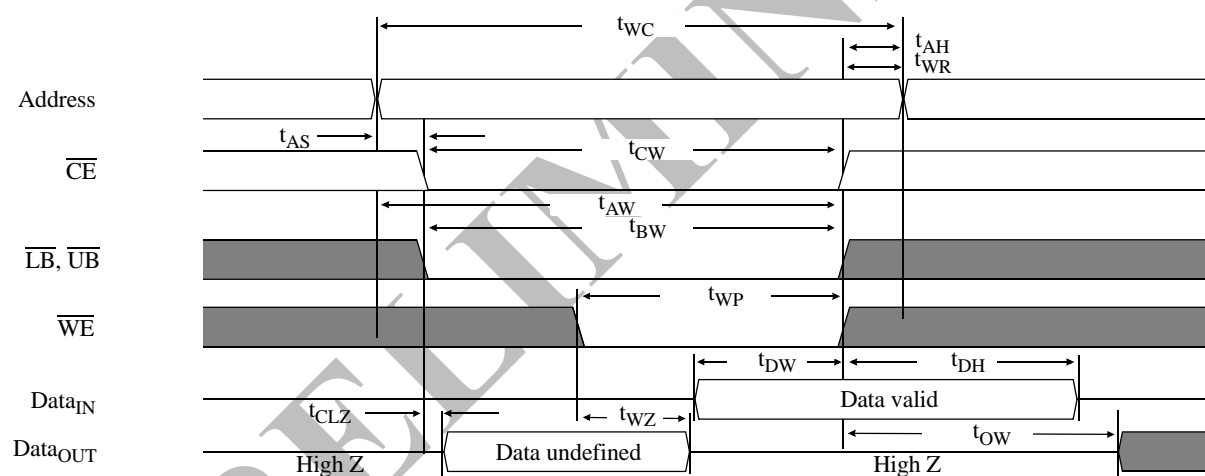 tWC
tAH
tWR
Address
tAS
tCW
CE
tAW
tBW
LB, UB
tWP
WE
tDW
tDH
DataIN
Data valid
tCLZ
tWZ
tOW
DataOUT
High Z
Data undefined
High Z
RELIMIN